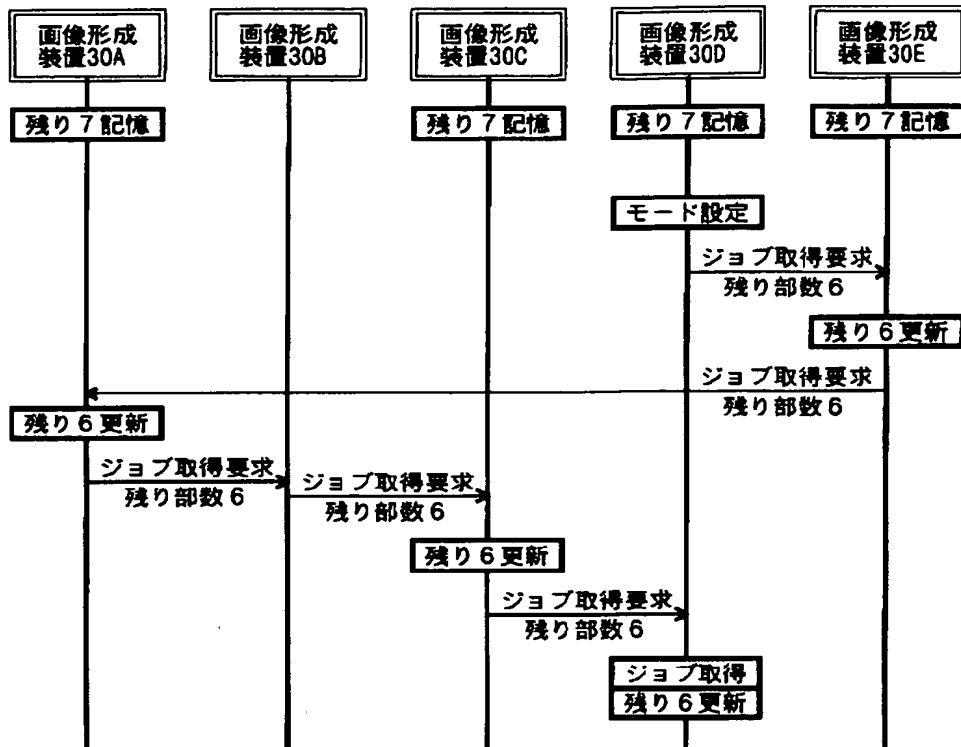 画像形成
装置30A
画像形成
装置30B
画像形成
装置30C
画像形成
装置30D
画像形成
装置30E
残り7記憶
残り7記憶
残り7記憶
残り7記憶
モード設定
ジョブ取得要求
残り部数6
残り6更新
ジョブ取得要求
残り部数6
残り6更新
ジョブ取得要求
残り部数6
ジョブ取得要求
残り部数6
残り6更新
ジョブ取得要求
残り部数6
ジョブ取得
残り6更新